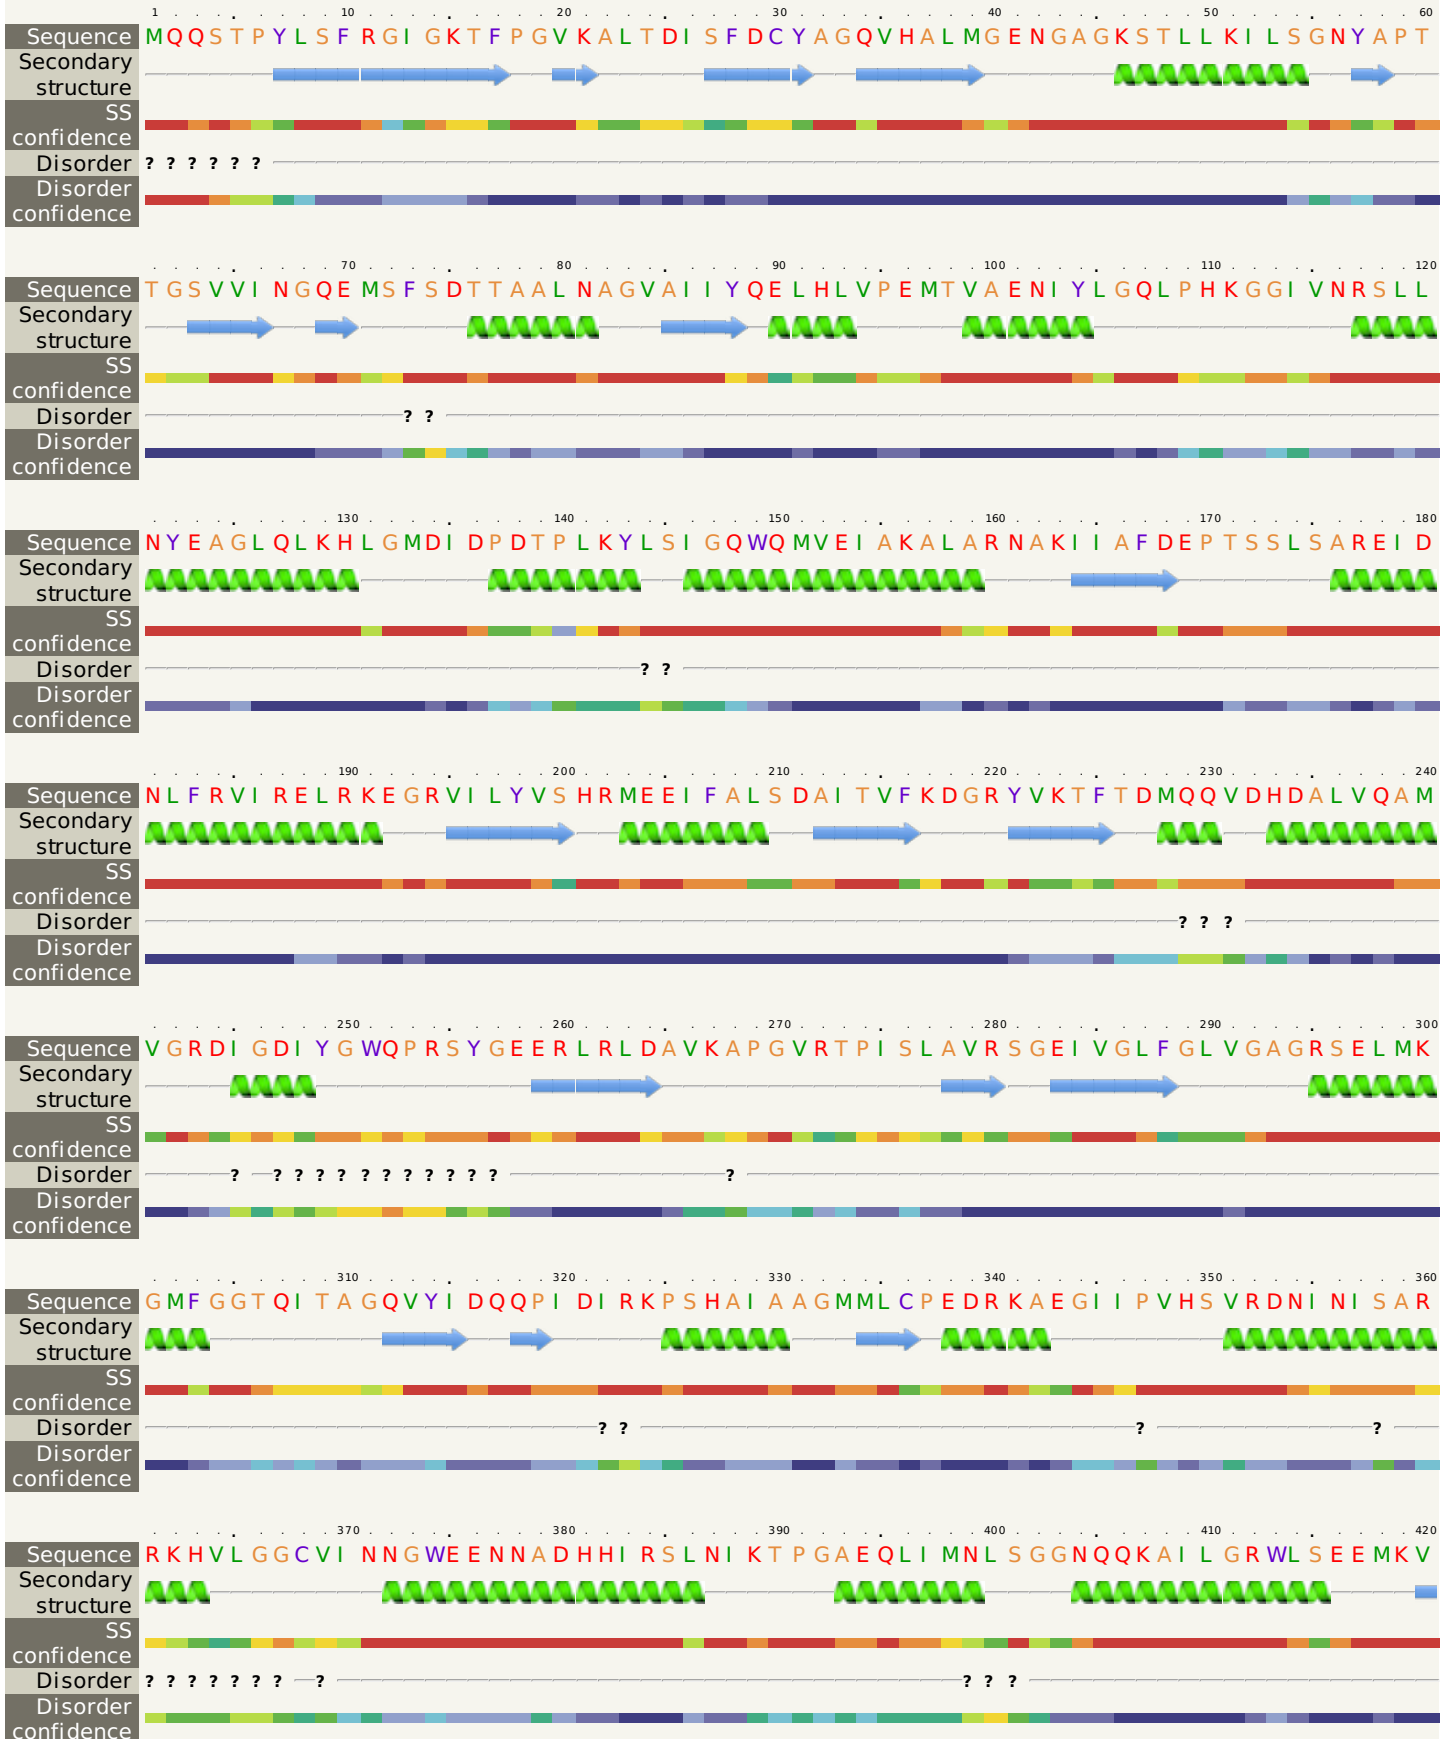 1 10 20 30 40 50 60
Sequence MQQSTPYLSFRGIGKTFPGVKALTDISFDCYAGQVHALMGENGAGKSTLLKILSGNYAPT
Secondary
structure
SS
confidence
Disorder ? ? ? ? ? ?
Disorder
confidence
70 80 90 100 110 120
Sequence TGSVVINGQEMSFSDTTAALNAGVAIIYQELHLVPEMTVAENIYLGQLPHKGGIVNRSLL
Secondary
structure
SS
confidence
Disorder ? ?
Disorder
confidence
130 140 150 160 170 180
Sequence NYEAGLQLKHLGMDIDPDTPLKYLSIGQWQMVEIAKALARNAKIIAFDEPTSSLSAREID
Secondary
structure
SS
confidence
Disorder ? ?
Disorder
confidence
190 200 210 220 230 240
Sequence NLFRVIRELRKEGRVILYVSHRMEEIFALSDAITVFKDGRYVKTFTDMQQVDHDALVQAM
Secondary
structure
SS
confidence
Disorder ? ? ?
Disorder
confidence
250 260 270 280 290 300
Sequence VGRDIGDIYGWQPRSYGEERLRLDAVKAPGVRTPISLAVRSGEIVGLFGLVGAGRSELMK
Secondary
structure
SS
confidence
Disorder ? ? ? ? ? ? ? ? ? ? ? ? ?
Disorder
confidence
310 320 330 340 350 360
Sequence GMFGGTQITAGQVYIDQQPIDIRKPSHAIAAGMMLCPEDRKAEGIIPVHSVRDNINISAR
Secondary
structure
SS
confidence
Disorder ? ? ? ?
Disorder
confidence
370 380 390 400 410 420
Sequence RKHVLGGCVINNGWEENNADHHIRSLNIKTPGAEQLIMNLSGGNQQKAILGRWLSEEMKV
Secondary
structure
SS
confidence
Disorder ? ? ? ? ? ? ? ? ? ? ?
Disorder
confidence